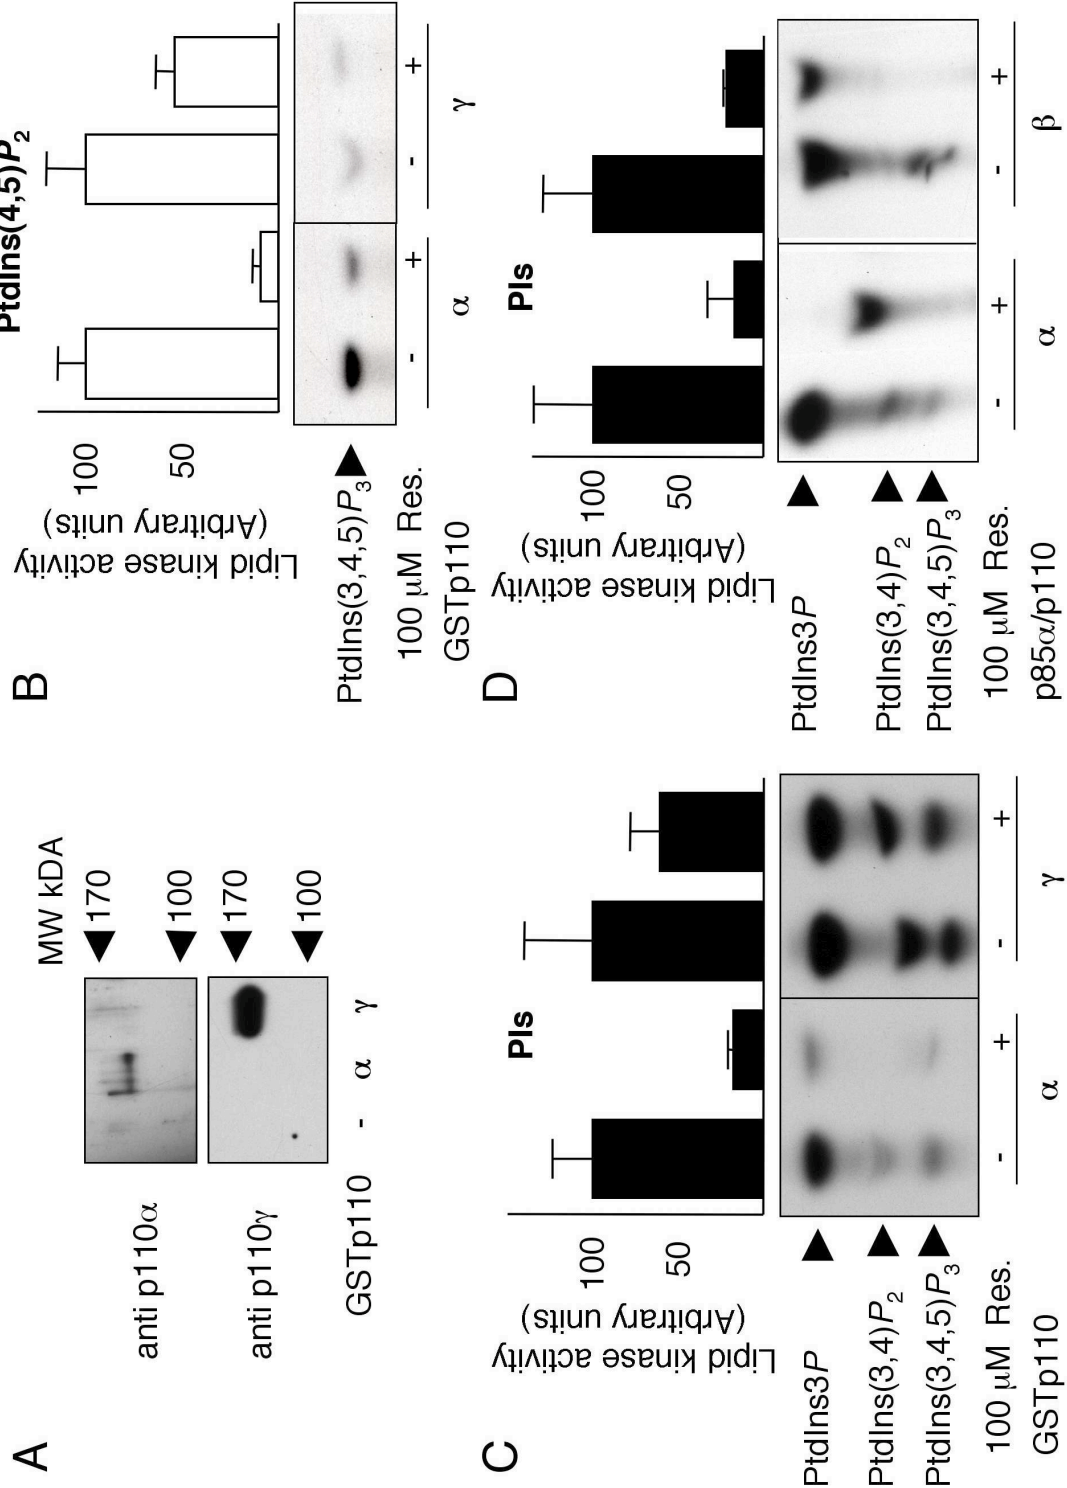 A
MW kDA
anti p110α
170
100
anti p110γ
170
100
GSTp110 - α γ
B
PtdIns(4,5)P2
Lipid kinase activity
(Arbitrary units)
100
50
PtdIns(3,4,5)P3
100 μM Res. - + - +
GSTp110 α γ
C
PIs
Lipid kinase activity
(Arbitrary units)
100
50
PtdIns3P
PtdIns(3,4)P2
PtdIns(3,4,5)P3
100 μM Res. - + - +
GSTp110 α γ
D
PIs
Lipid kinase activity
(Arbitrary units)
100
50
PtdIns3P
PtdIns(3,4)P2
PtdIns(3,4,5)P3
100 μM Res. - + - +
p85α/p110 α β